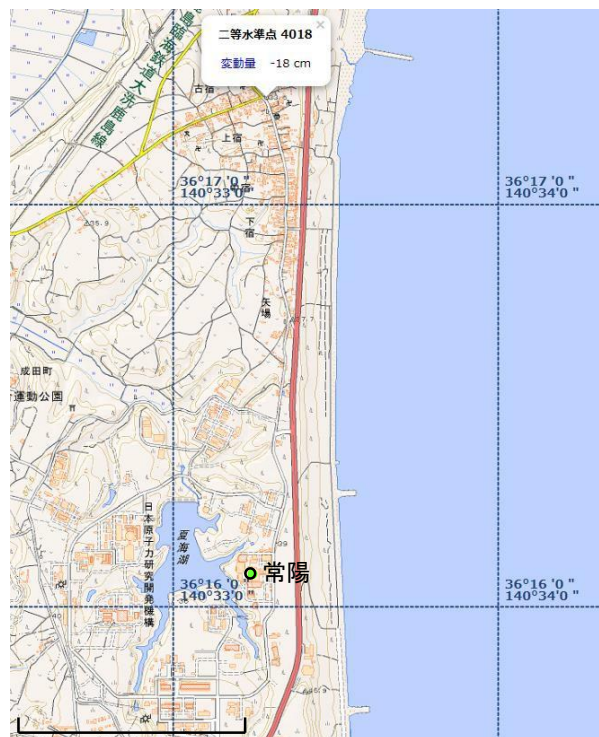 二等水準点 4018
変動量 -18 cm
鹿島臨海鉄道大洗鹿島線
古宿
上宿
36°17 '0 "
140°33 '0 "
36°17 '0 "
140°34 '0 "
下宿
矢場
成田町
運動公園
日本原子力研究開発機構
夏海湖
常陽
36°16 '0 "
140°33 '0 "
36°16 '0 "
140°34 '0 "